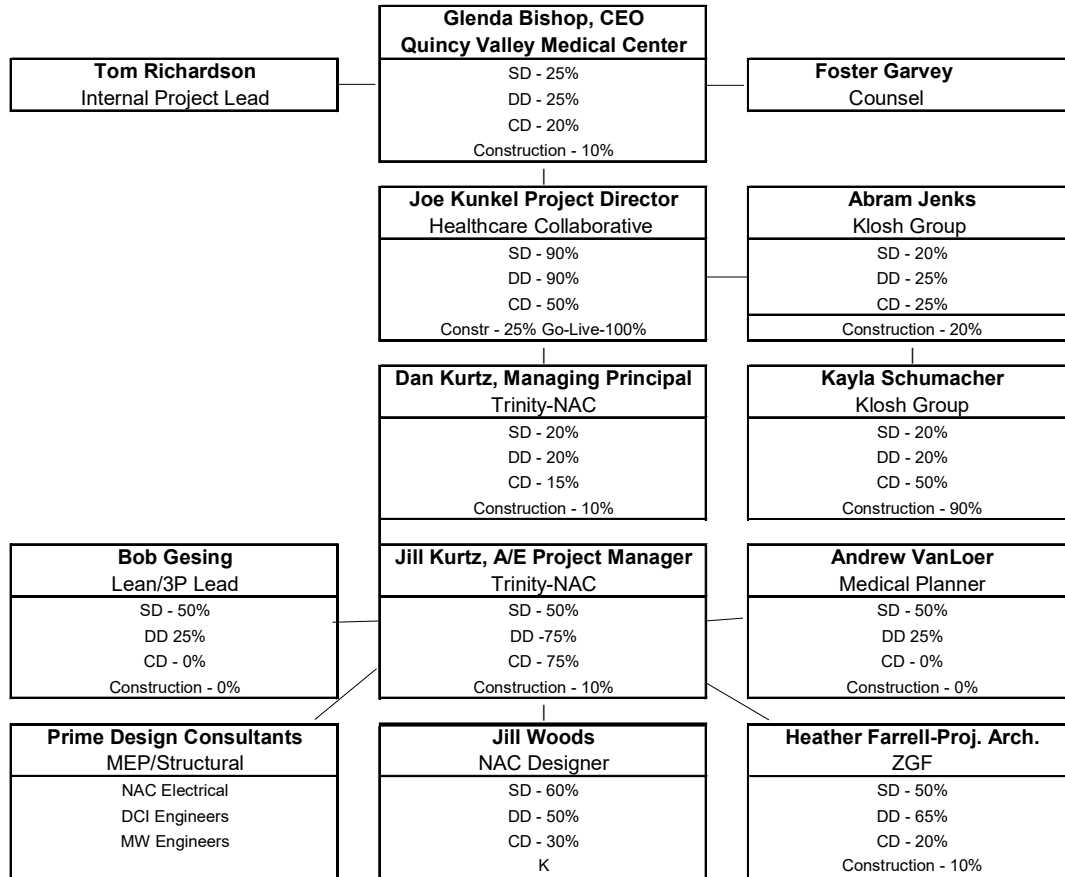 Glenda Bishop, CEO
Quincy Valley Medical Center
SD - 25%
DD - 25%
CD - 20%
Construction - 10%
Tom Richardson
Internal Project Lead
Foster Garvey
Counsel
Joe Kunkel Project Director
Healthcare Collaborative
SD - 90%
DD - 90%
CD - 50%
Constr - 25% Go-Live-100%
Abram Jenks
Klosh Group
SD - 20%
DD - 25%
CD - 25%
Construction - 20%
Dan Kurtz, Managing Principal
Trinity-NAC
SD - 20%
DD - 20%
CD - 15%
Construction - 10%
Kayla Schumacher
Klosh Group
SD - 20%
DD - 20%
CD - 50%
Construction - 90%
Bob Gesing
Lean/3P Lead
SD - 50%
DD 25%
CD - 0%
Construction - 0%
Jill Kurtz, A/E Project Manager
Trinity-NAC
SD - 50%
DD -75%
CD - 75%
Construction - 10%
Andrew VanLoer
Medical Planner
SD - 50%
DD 25%
CD - 0%
Construction - 0%
Prime Design Consultants
MEP/Structural
NAC Electrical
DCI Engineers
MW Engineers
Jill Woods
NAC Designer
SD - 60%
DD - 50%
CD - 30%
K
Heather Farrell-Proj. Arch.
ZGF
SD - 50%
DD - 65%
CD - 20%
Construction - 10%